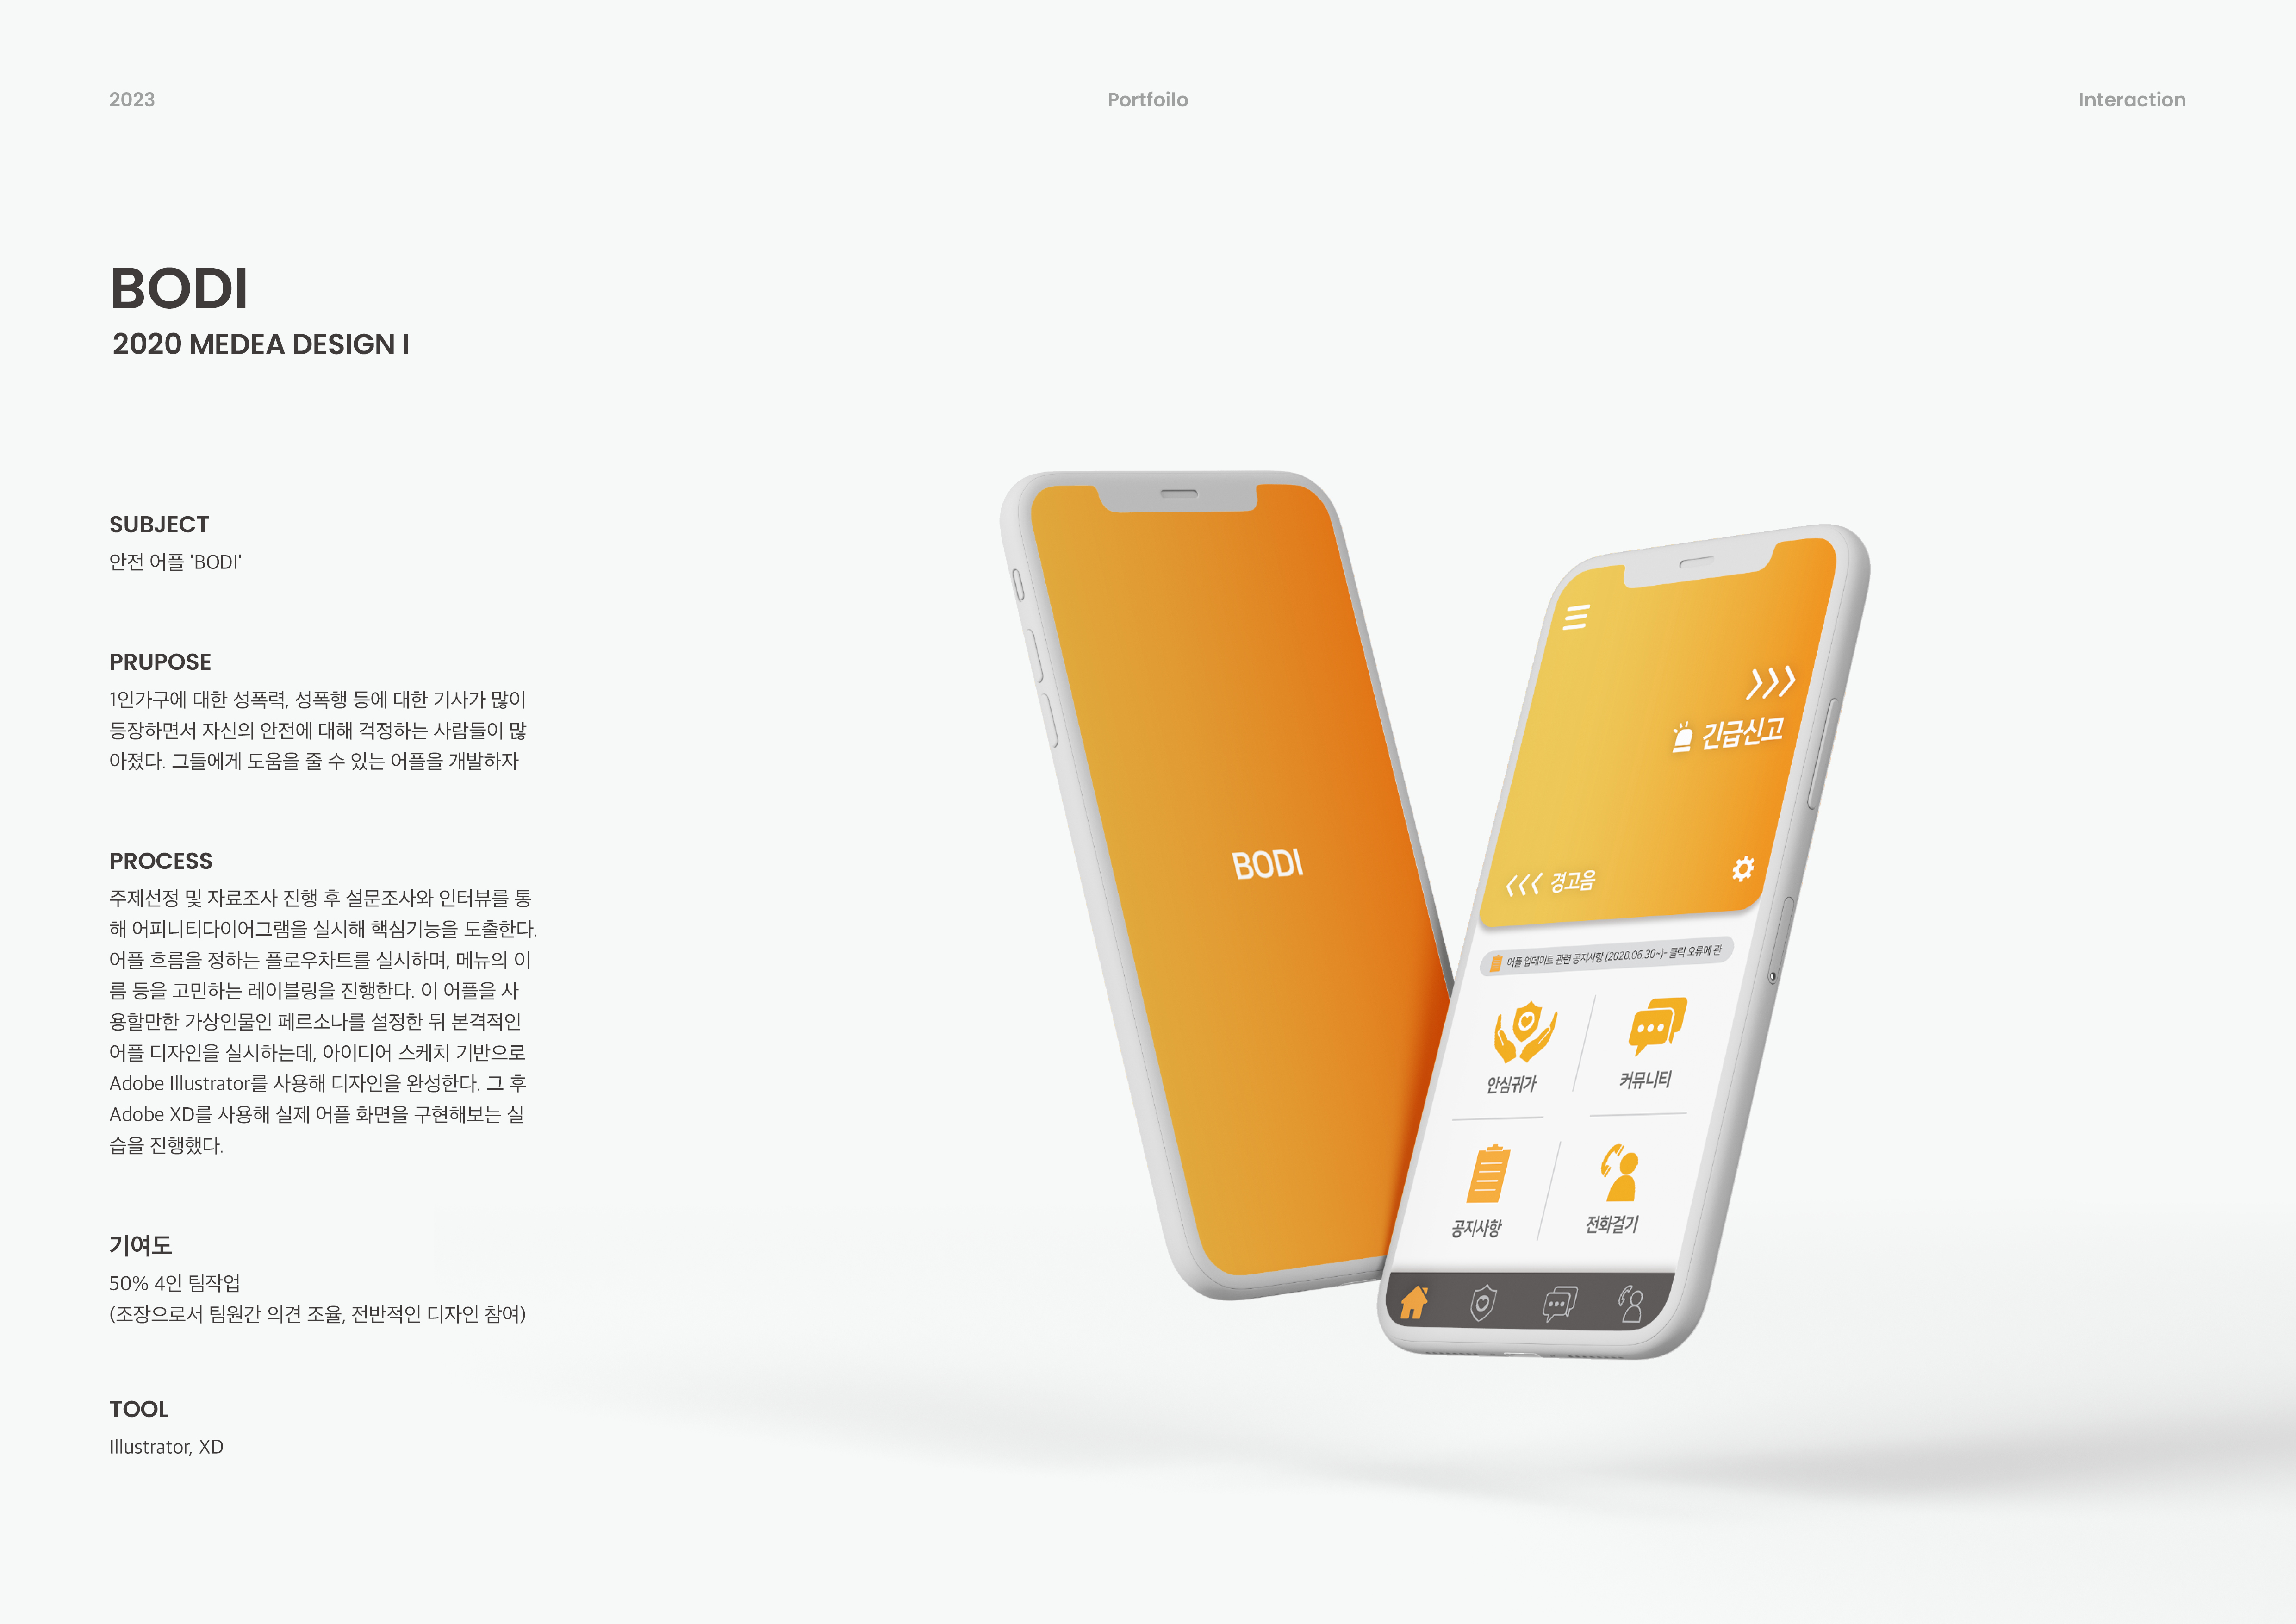 2023
Portfoilo
Interaction
BODI
2020 MEDEA DESIGN I
SUBJECT
안전 어플 'BODI'
PRUPOSE
1인가구에 대한 성폭력, 성폭행 등에 대한 기사가 많이
등장하면서 자신의 안전에 대해 걱정하는 사람들이 많
아졌다. 그들에게 도움을 줄 수 있는 어플을 개발하자
PROCESS
주제선정 및 자료조사 진행 후 설문조사와 인터뷰를 통
해 어피니티다이어그램을 실시해 핵심기능을 도출한다.
어플 흐름을 정하는 플로우차트를 실시하며, 메뉴의 이
름 등을 고민하는 레이블링을 진행한다. 이 어플을 사
용할만한 가상인물인 페르소나를 설정한 뒤 본격적인
어플 디자인을 실시하는데, 아이디어 스케치 기반으로
Adobe Illustrator를 사용해 디자인을 완성한다. 그 후
Adobe XD를 사용해 실제 어플 화면을 구현해보는 실
습을 진행했다.
기여도
50% 4인 팀작업
(조장으로서 팀원간 의견 조율, 전반적인 디자인 참여)
TOOL
Illustrator, XD
BODI
긴급신고
경고음
어플 업데이트 관련 공지사항 (2020.06.30~)- 클릭 오류에 관
안심귀가
커뮤니티
공지사항
전화걸기